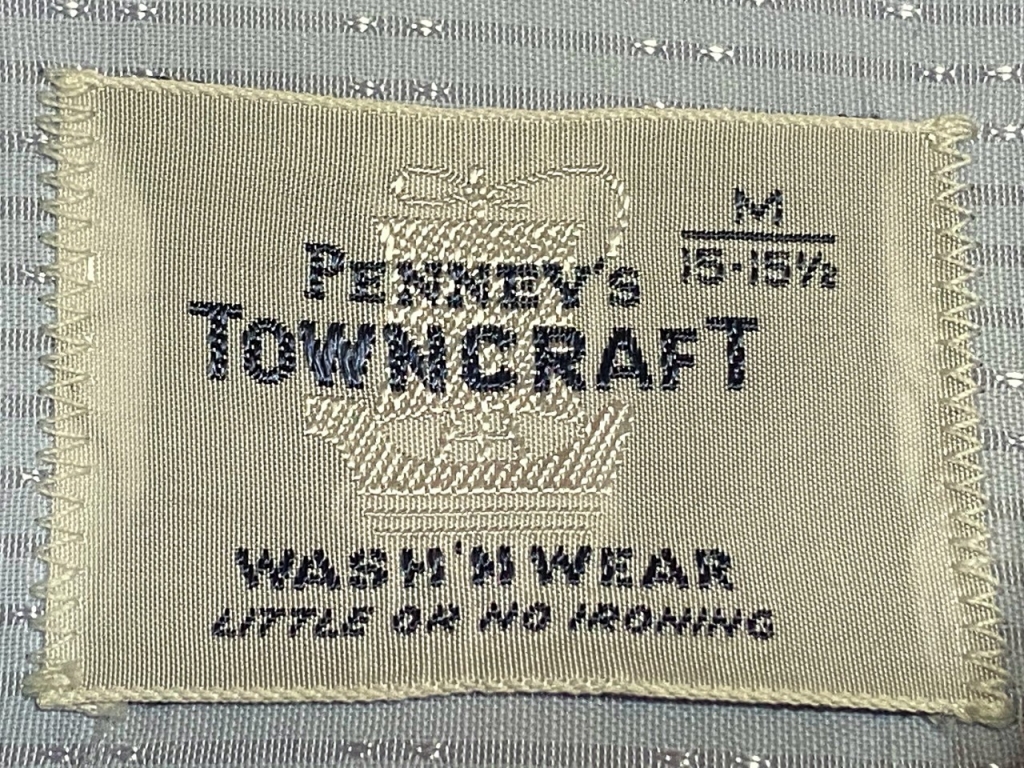 M
15-15½
PENNEY'S
TOWNCRAFT
WASH 'N WEAR
LITTLE OR NO IRONING